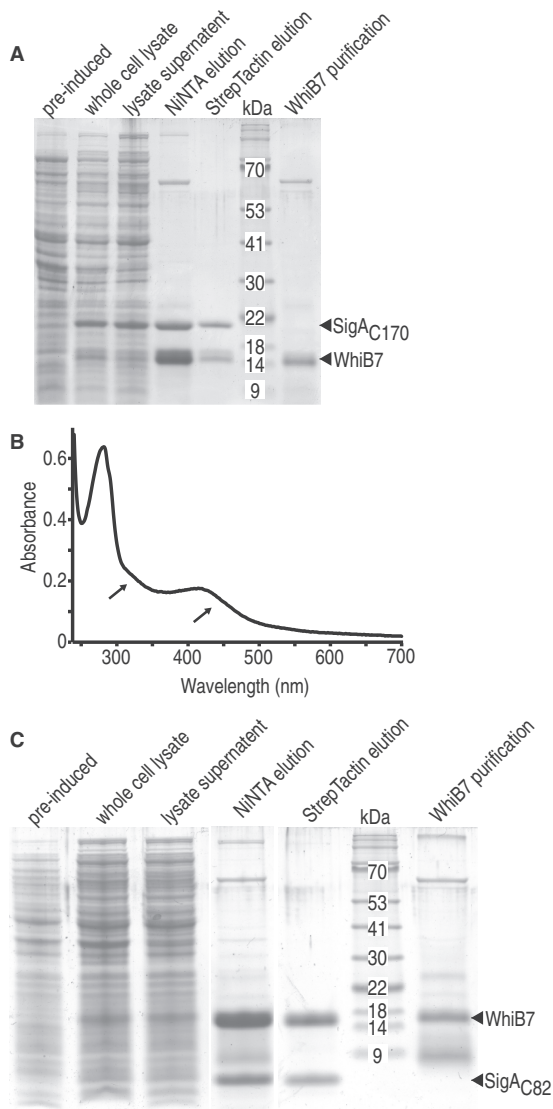 A
pre-induced
whole cell lysate
lysate supernatent
NiNTA elution
StrepTactin elution
kDa
WhiB7 purification
70
53
41
30
22
18
14
9
◀SigAC170
◀WhiB7
B
Absorbance
0.6
0.4
0.2
0
300 400 500 600 700
Wavelength (nm)
C
pre-induced
whole cell lysate
lysate supernatent
NiNTA elution
StrepTactin elution
kDa
WhiB7 purification
70
53
41
30
22
18
14
9
◀WhiB7
◀SigAC82